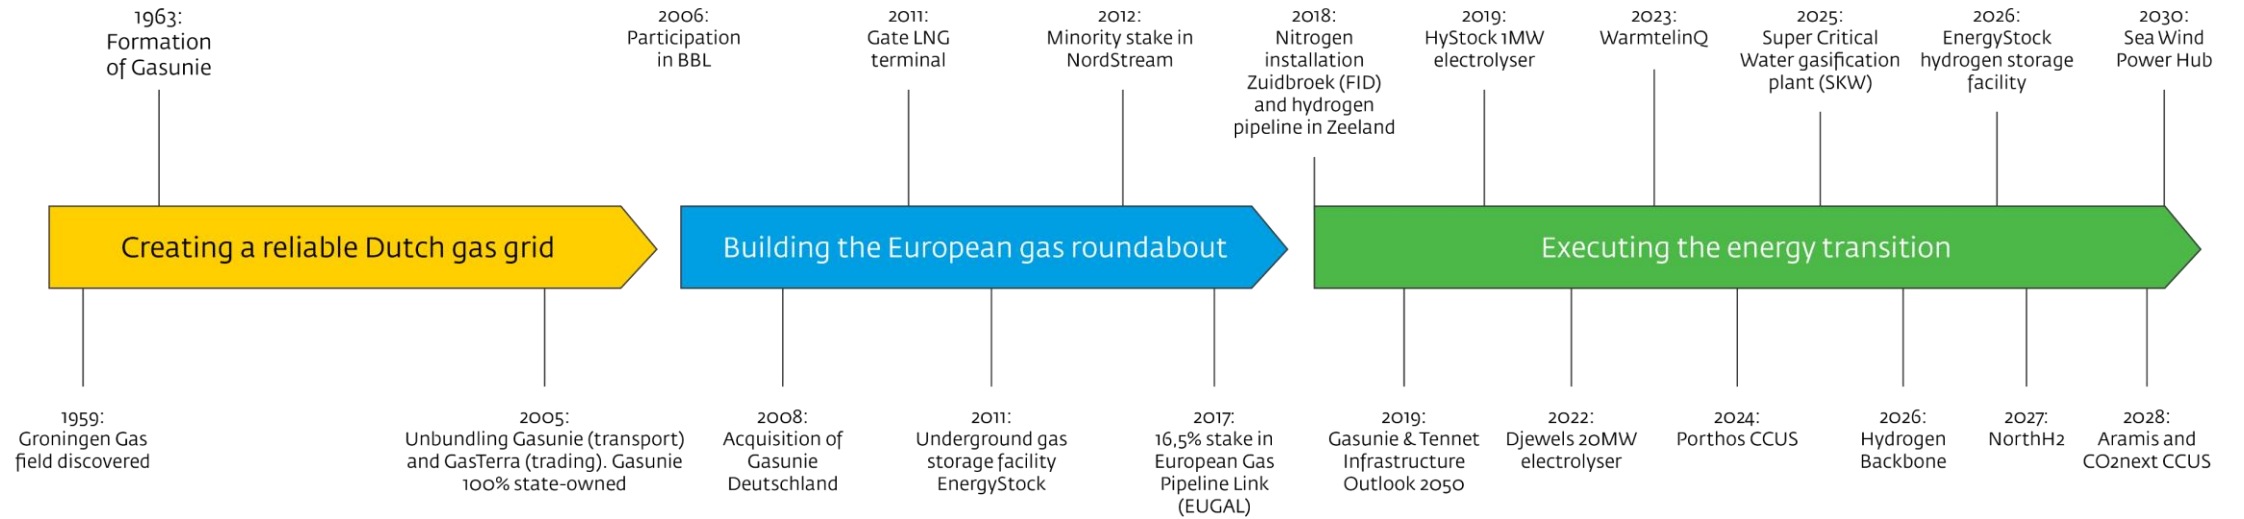 1963:
Formation
of Gasunie
2006:
Participation
in BBL
2011:
Gate LNG
terminal
2012:
Minority stake in
NordStream
2018:
Nitrogen
installation
Zuidbroek (FID)
and hydrogen
pipeline in Zeeland
2019:
HyStock 1MW
electrolyser
2023:
WarmtelinQ
2025:
Super Critical
Water gasification
plant (SKW)
2026:
EnergyStock
hydrogen storage
facility
2030:
Sea Wind
Power Hub
Creating a reliable Dutch gas grid
Building the European gas roundabout
Executing the energy transition
1959:
Groningen Gas
field discovered
2005:
Unbundling Gasunie (transport)
and GasTerra (trading). Gasunie
100% state-owned
2008:
Acquisition of
Gasunie
Deutschland
2011:
Underground gas
storage facility
EnergyStock
2017:
16,5% stake in
European Gas
Pipeline Link
(EUGAL)
2019:
Gasunie & Tennet
Infrastructure
Outlook 2050
2022:
Djewels 20MW
electrolyser
2024:
Porthos CCUS
2026:
Hydrogen
Backbone
2027:
NorthH2
2028:
Aramis and
CO2next CCUS